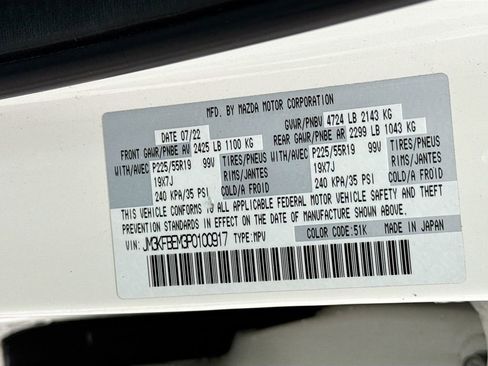 MFD. BY MAZDA MOTOR CORPORATION
DATE 07/22 GVWR/PNBV 4724 LB 2143 KG
FRONT GAWR/PNBE AV 2425 LB 1100 KG REAR GAWR/PNBE AR 2299 LB 1043 KG
WITH/AVEC P225/55R19 99V TIRES/PNEUS WITH/AVEC P225/55R19 99V TIRES/PNEUS
19X7J RIMS/JANTES 19X7J RIMS/JANTES
240 KPA/35 PSI COLD/A FROID 240 KPA/35 PSI COLD/A FROID
THIS VEHICLE CONFORMS TO ALL APPLICABLE FEDERAL MOTOR VEHICLE SAFETY AND THEFT PREVENTION
STANDARDS IN EFFECT ON THE DATE OF MANUFACTURE SHOWN ABOVE.
VIN: JM3KFBEM3P0100917 TYPE:MPV COLOR CODE:51K MADE IN JAPAN